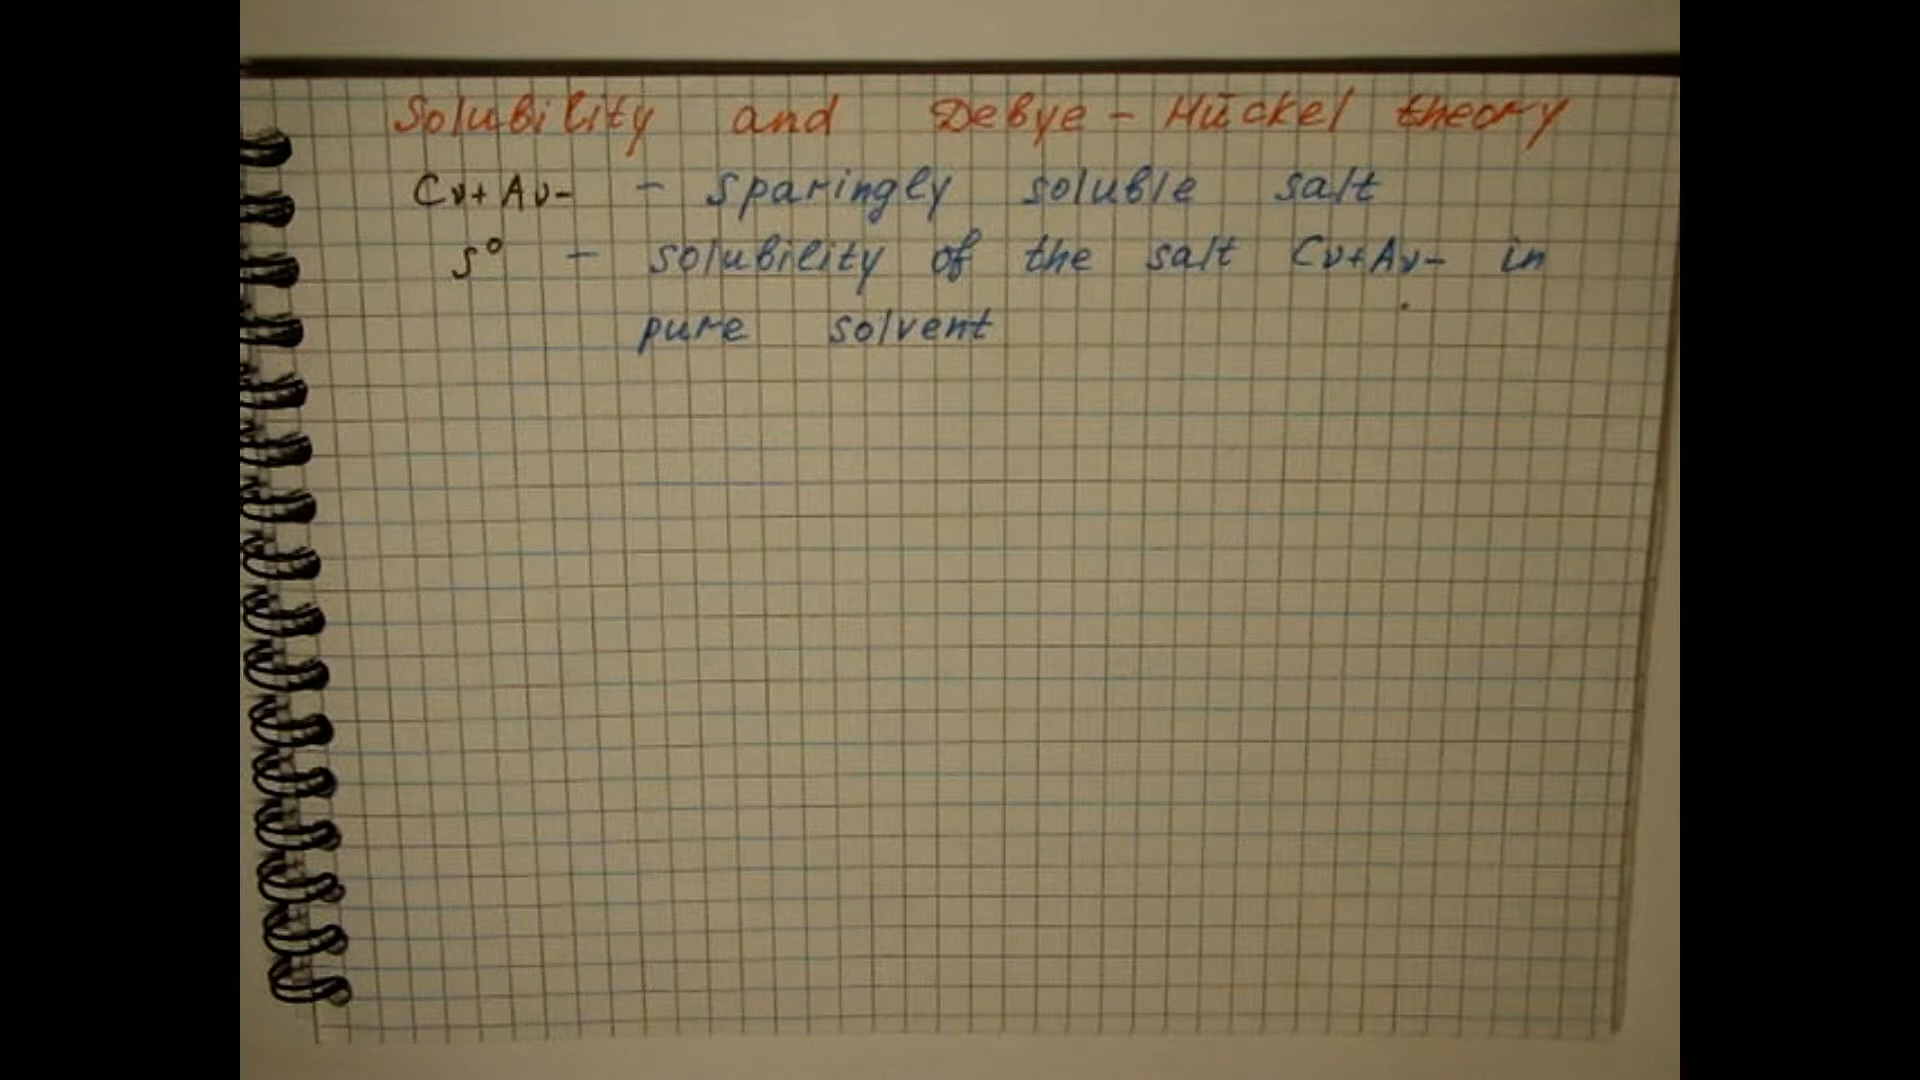 Solubility and Debye - Hückel theory
Cν+Aν- - sparingly soluble salt
s° - solubility of the salt Cν+Aν- in
pure solvent